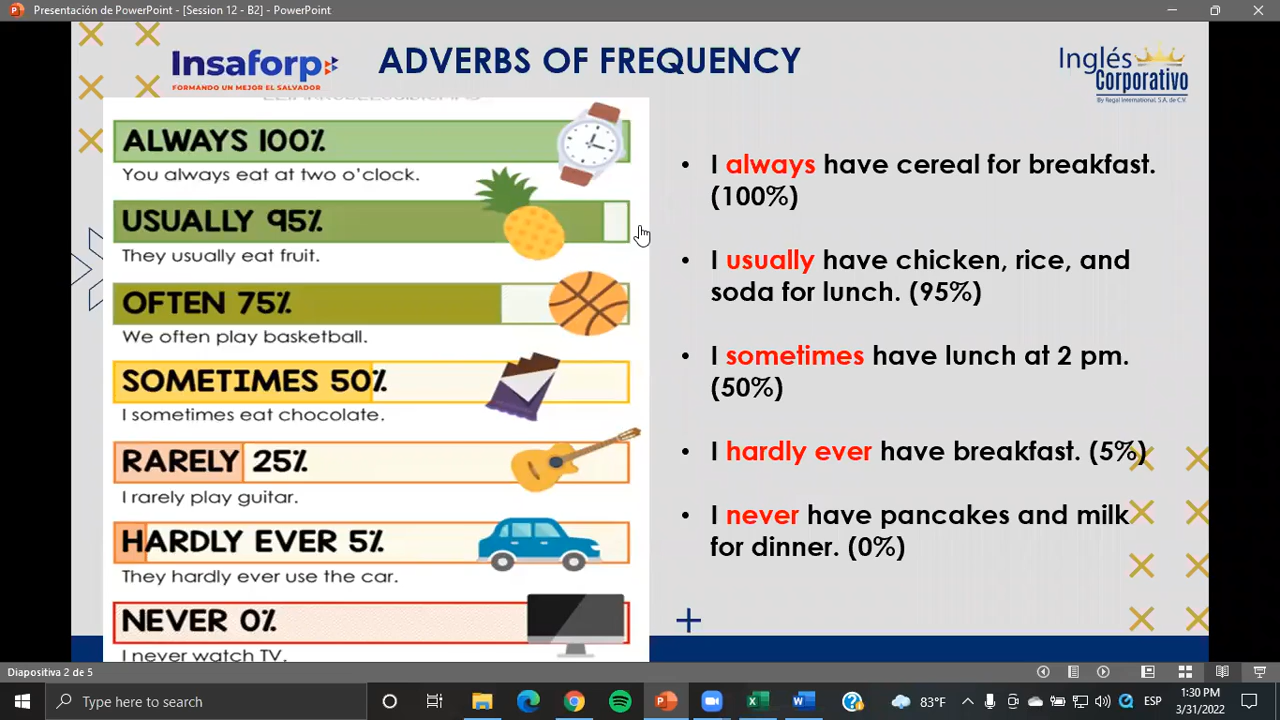 Presentación de PowerPoint - [Session 12 - B2] - PowerPoint
Insaforp
FORMANDO UN MEJOR EL SALVADOR
ADVERBS OF FREQUENCY
Inglés
Corporativo
By Regal International S.A. de C.V.
ALWAYS 100%
You always eat at two o'clock.
USUALLY 95%
They usually eat fruit.
OFTEN 75%
We often play basketball.
SOMETIMES 50%
I sometimes eat chocolate.
RARELY 25%
I rarely play guitar.
HARDLY EVER 5%
They hardly ever use the car.
NEVER 0%
I never watch TV.
• I always have cereal for breakfast.
(100%)
• I usually have chicken, rice, and
soda for lunch. (95%)
• I sometimes have lunch at 2 pm.
(50%)
• I hardly ever have breakfast. (5%)
• I never have pancakes and milk
for dinner. (0%)
Diapositiva 2 de 5
Type here to search
83°F
ESP
1:30 PM
3/31/2022